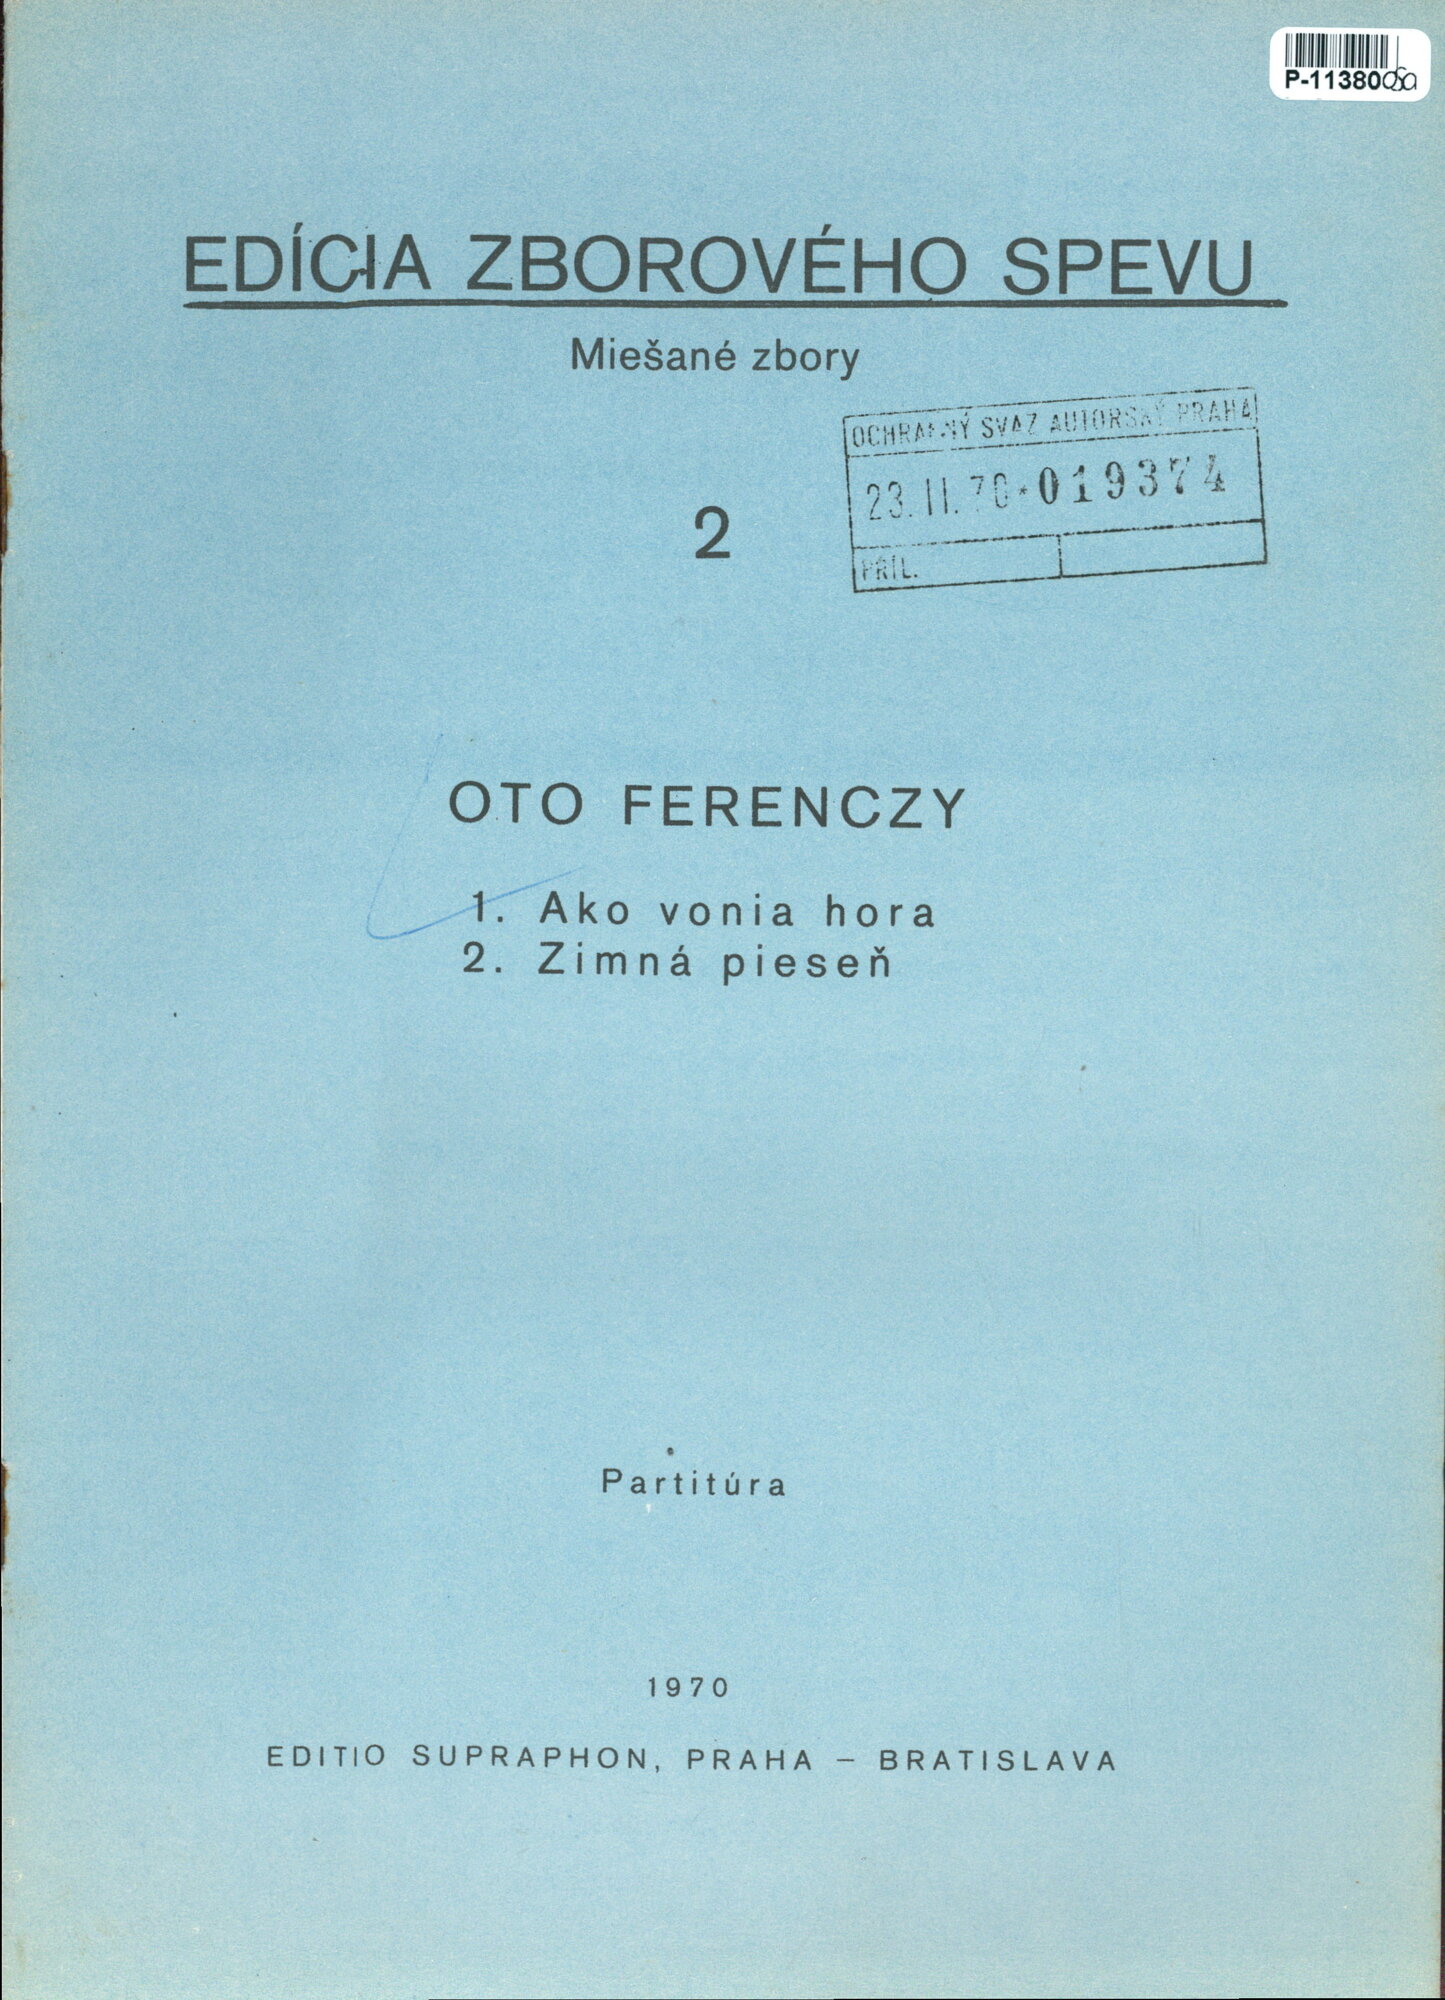 P-11380
EDÍCIA ZBOROVÉHO SPEVU
Miešané zbory
OCHRANNÝ SVAZ AUTORSKÝ PRAHA
23. II. 70 * 019374
PŘÍL.
2
OTO FERENCZY
1. Ako vonia hora
2. Zimná pieseň
Partitúra
1970
EDITIO SUPRAPHON, PRAHA – BRATISLAVA